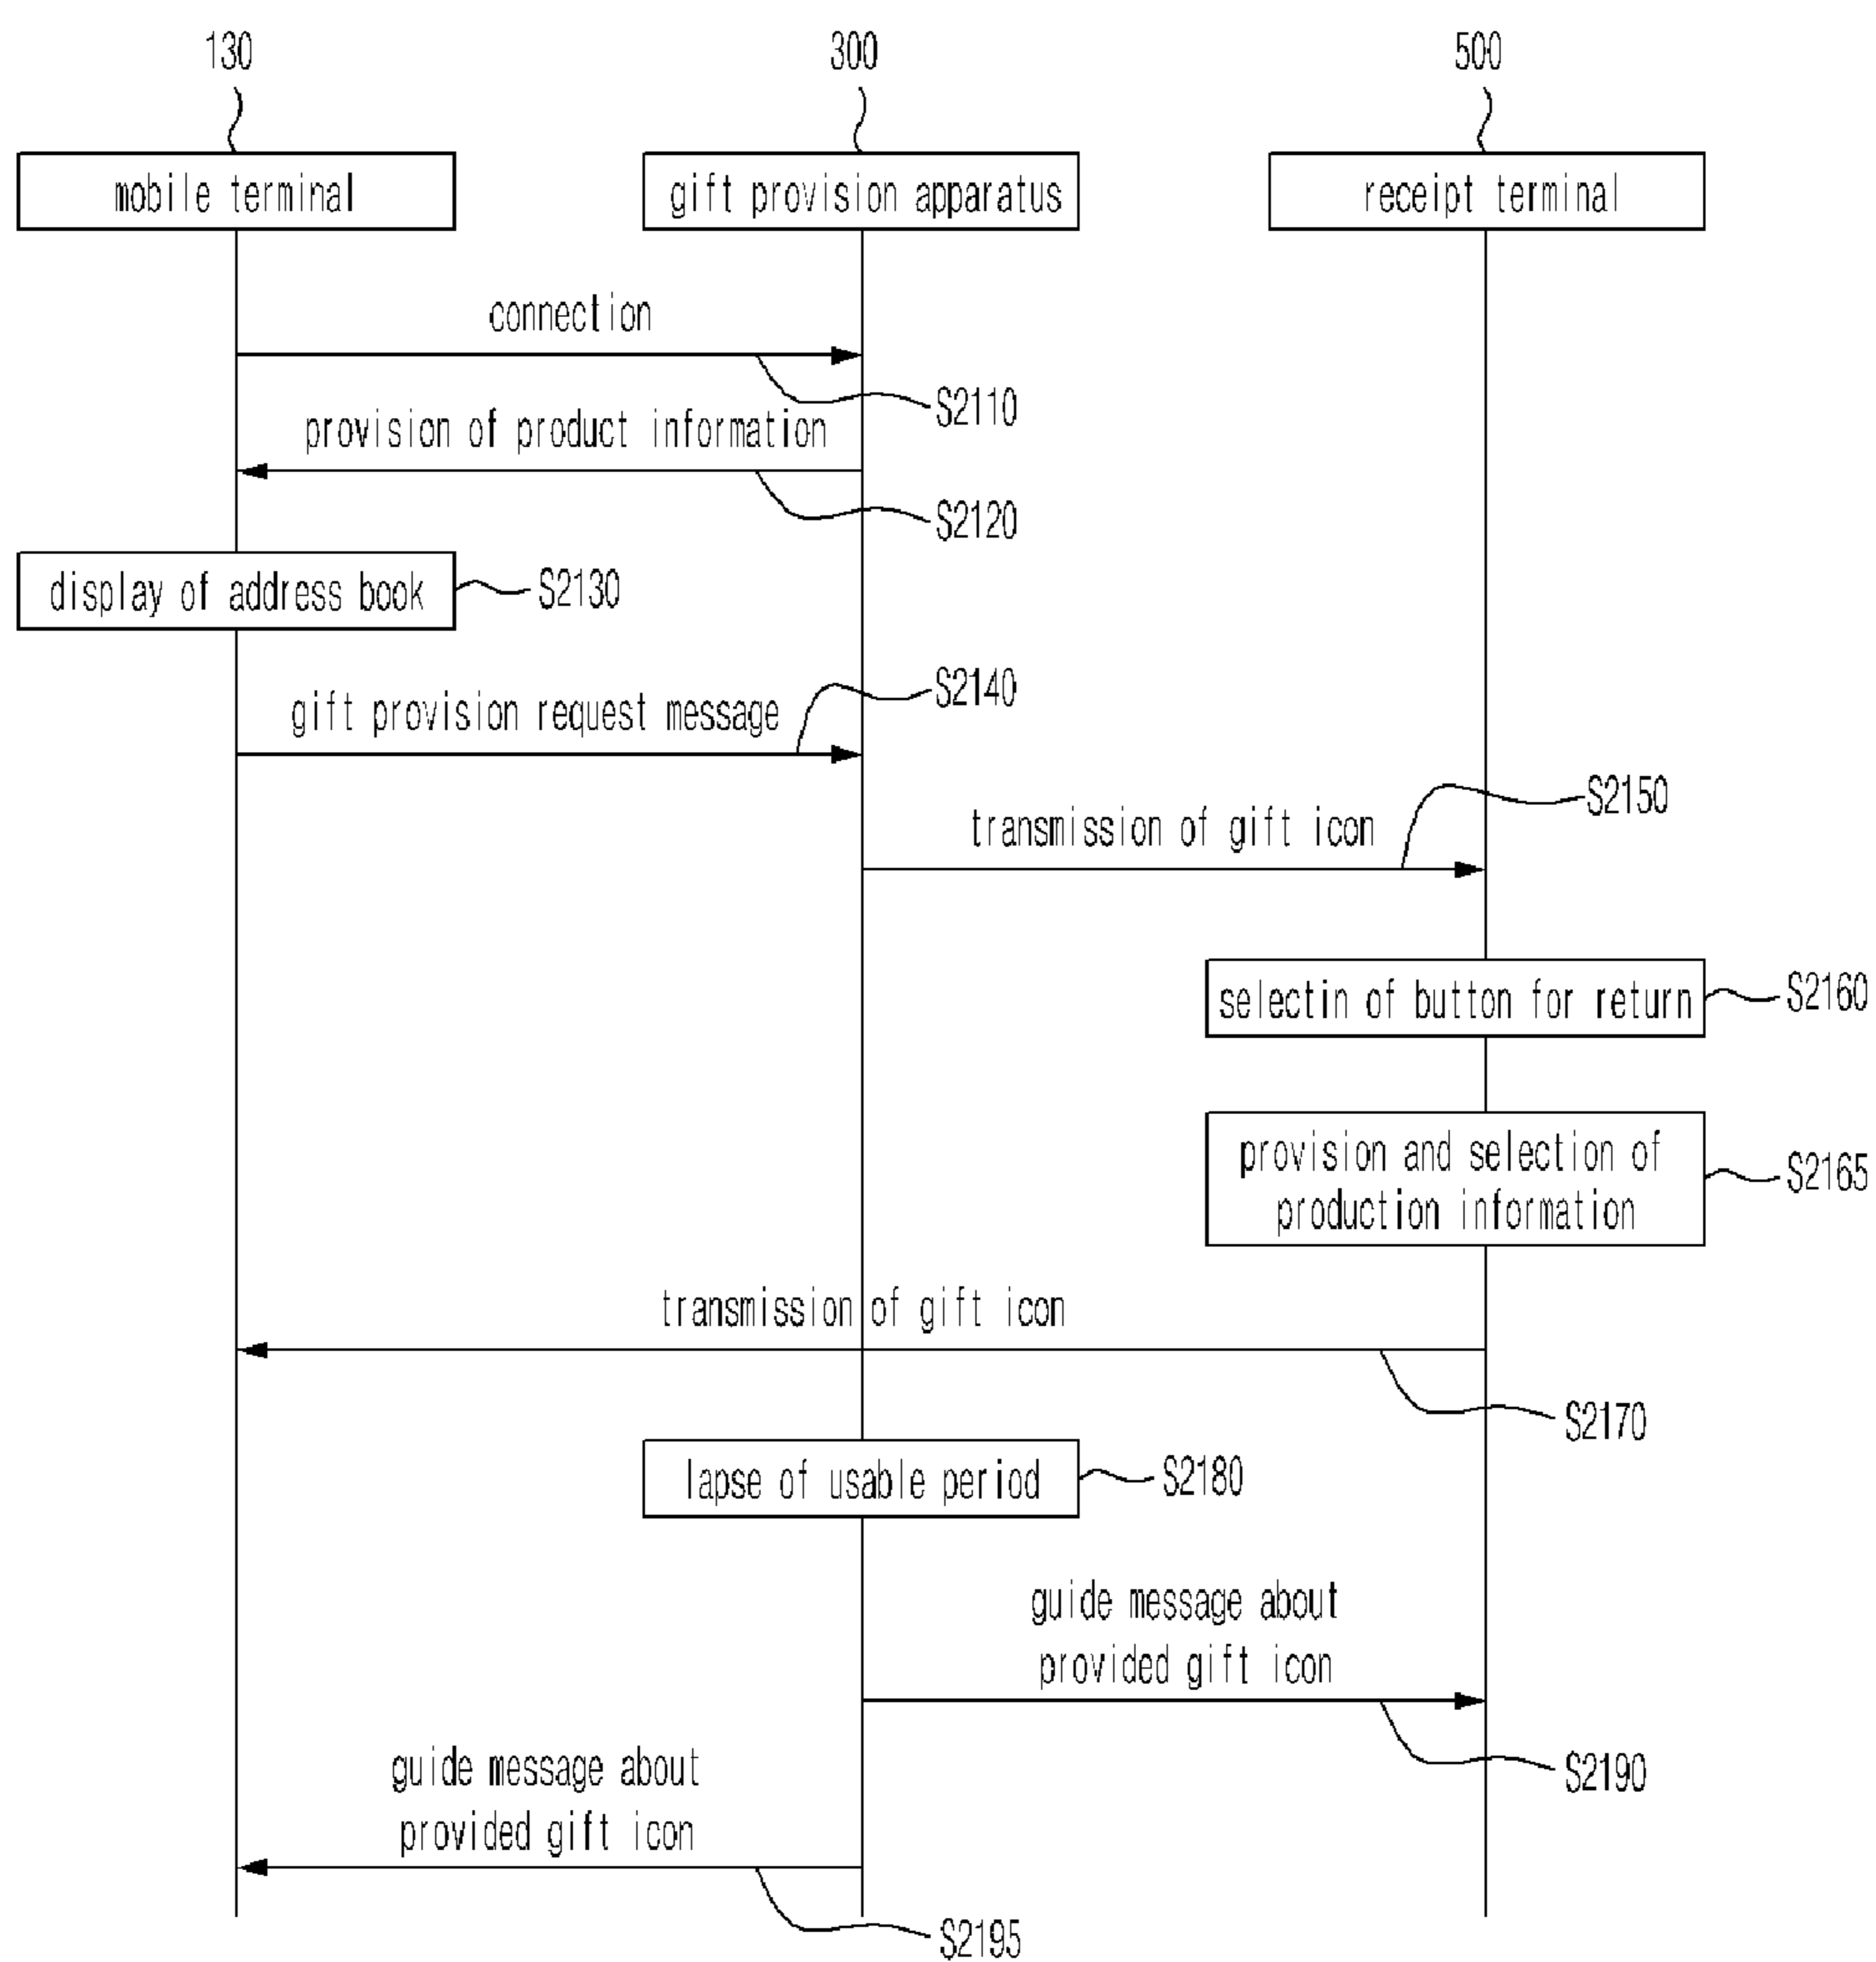 130
300
500
mobile terminal
gift provision apparatus
receipt terminal
connection
S2110
provision of product information
S2120
display of address book
S2130
S2140
gift provision request message
S2150
transmission of gift icon
selectin of button for return
S2160
provision and selection of
production information
S2165
transmission of gift icon
S2170
lapse of usable period
S2180
guide message about
provided gift icon
S2190
guide message about
provided gift icon
S2195